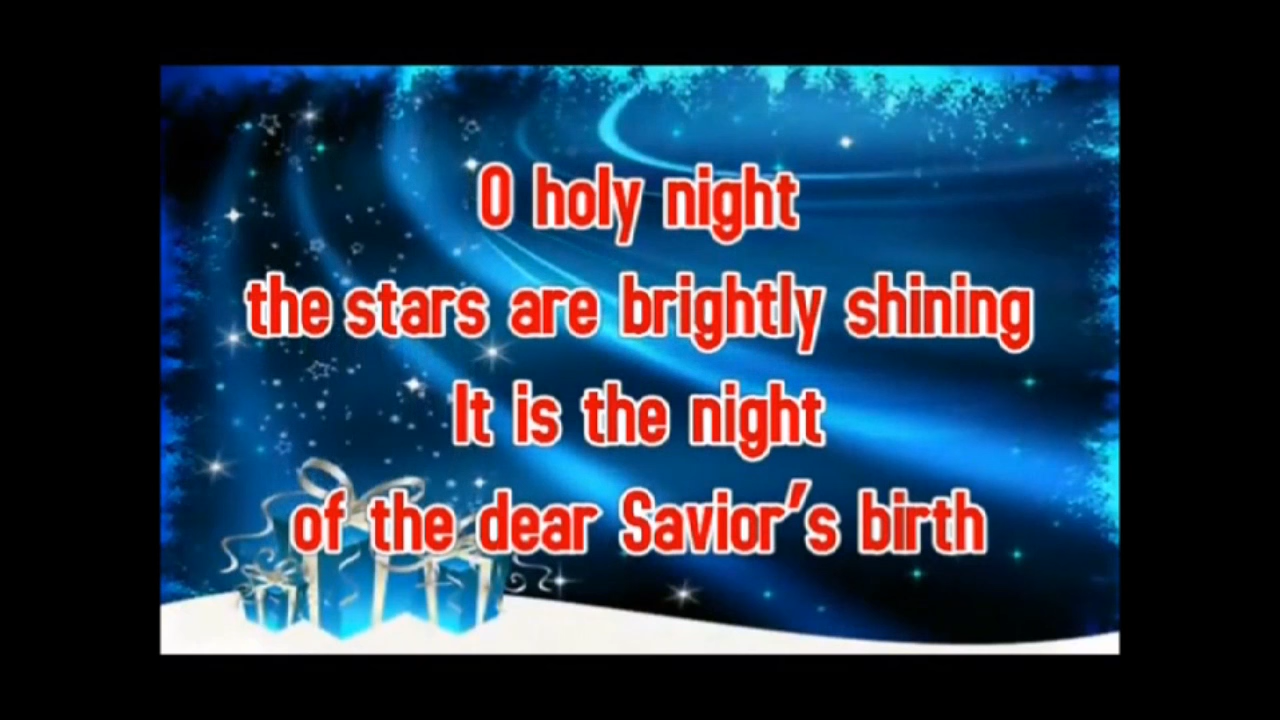 O holy night
the stars are brightly shining
It is the night
of the dear Savior's birth